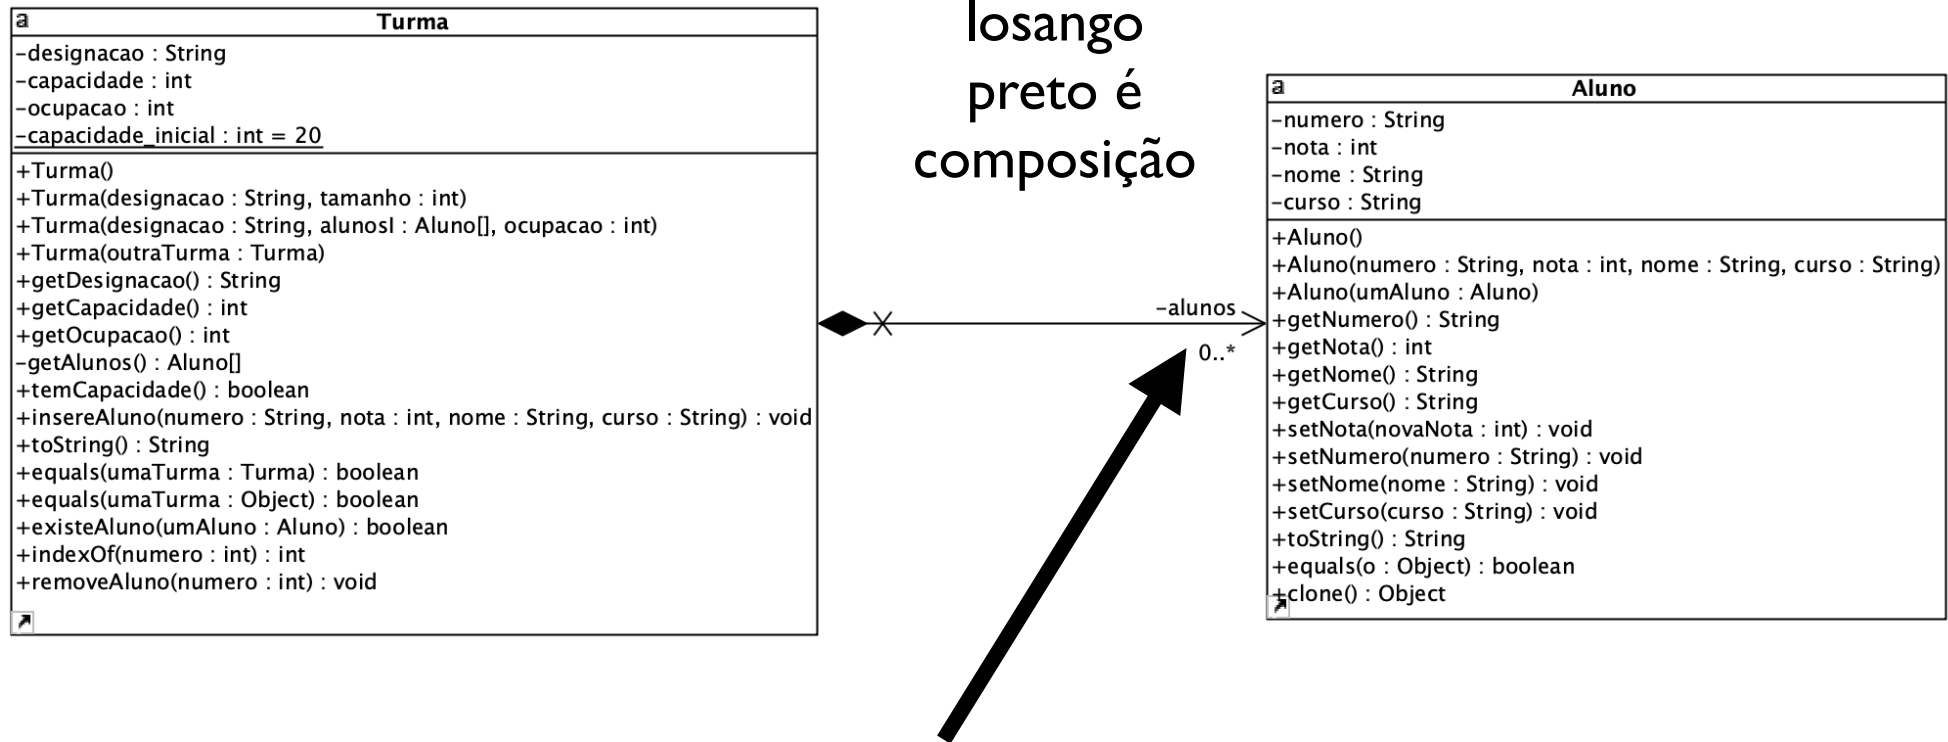 a
Turma
-designacao : String
-capacidade : int
-ocupacao : int
-capacidade_inicial : int = 20
+Turma()
+Turma(designacao : String, tamanho : int)
+Turma(designacao : String, alunosI : Aluno[], ocupacao : int)
+Turma(outraTurma : Turma)
+getDesignacao() : String
+getCapacidade() : int
+getOcupacao() : int
-getAlunos() : Aluno[]
+temCapacidade() : boolean
+insereAluno(numero : String, nota : int, nome : String, curso : String) : void
+toString() : String
+equals(umaTurma : Turma) : boolean
+equals(umaTurma : Object) : boolean
+existeAluno(umAluno : Aluno) : boolean
+indexOf(numero : int) : int
+removeAluno(numero : int) : void
losango
preto é
composição
-alunos
0..*
a
Aluno
-numero : String
-nota : int
-nome : String
-curso : String
+Aluno()
+Aluno(numero : String, nota : int, nome : String, curso : String)
+Aluno(umAluno : Aluno)
+getNumero() : String
+getNota() : int
+getNome() : String
+getCurso() : String
+setNota(novaNota : int) : void
+setNumero(numero : String) : void
+setNome(nome : String) : void
+setCurso(curso : String) : void
+toString() : String
+equals(o : Object) : boolean
+clone() : Object